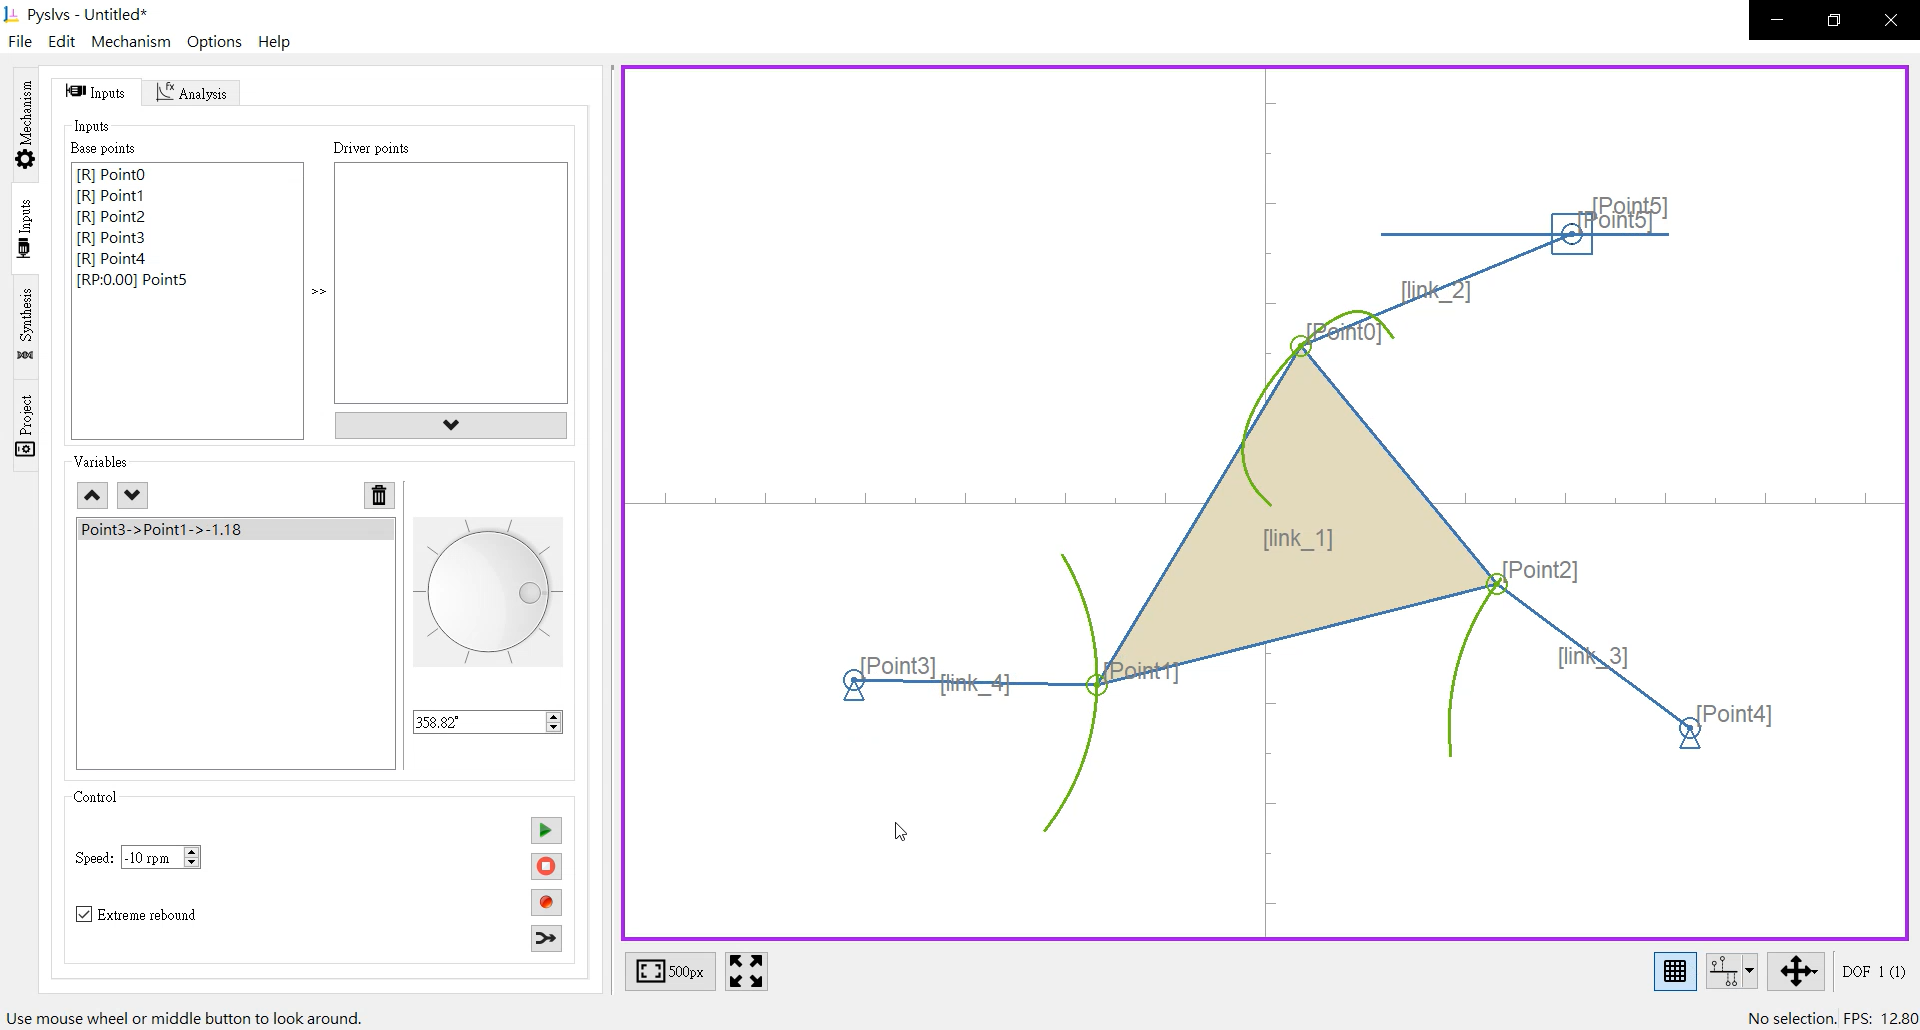 Pyslvs - Untitled*
File Edit Mechanism Options Help
Mechanism
Inputs
Synthesis
Project
Inputs
Analysis
Inputs
Base points
Driver points
[R] Point0
[R] Point1
[R] Point2
[R] Point3
[R] Point4
[RP:0.00] Point5
>>
Variables
Point3->Point1->-1.18
358.82°
Control
Speed: -10 rpm
Extreme rebound
[Point5]
[Point5]
[link_2]
[Point0]
[link_1]
[Point2]
[link_3]
[Point3]
[link_4]
[Point1]
[Point4]
500px
DOF 1 (1)
Use mouse wheel or middle button to look around.
No selection. FPS: 12.80